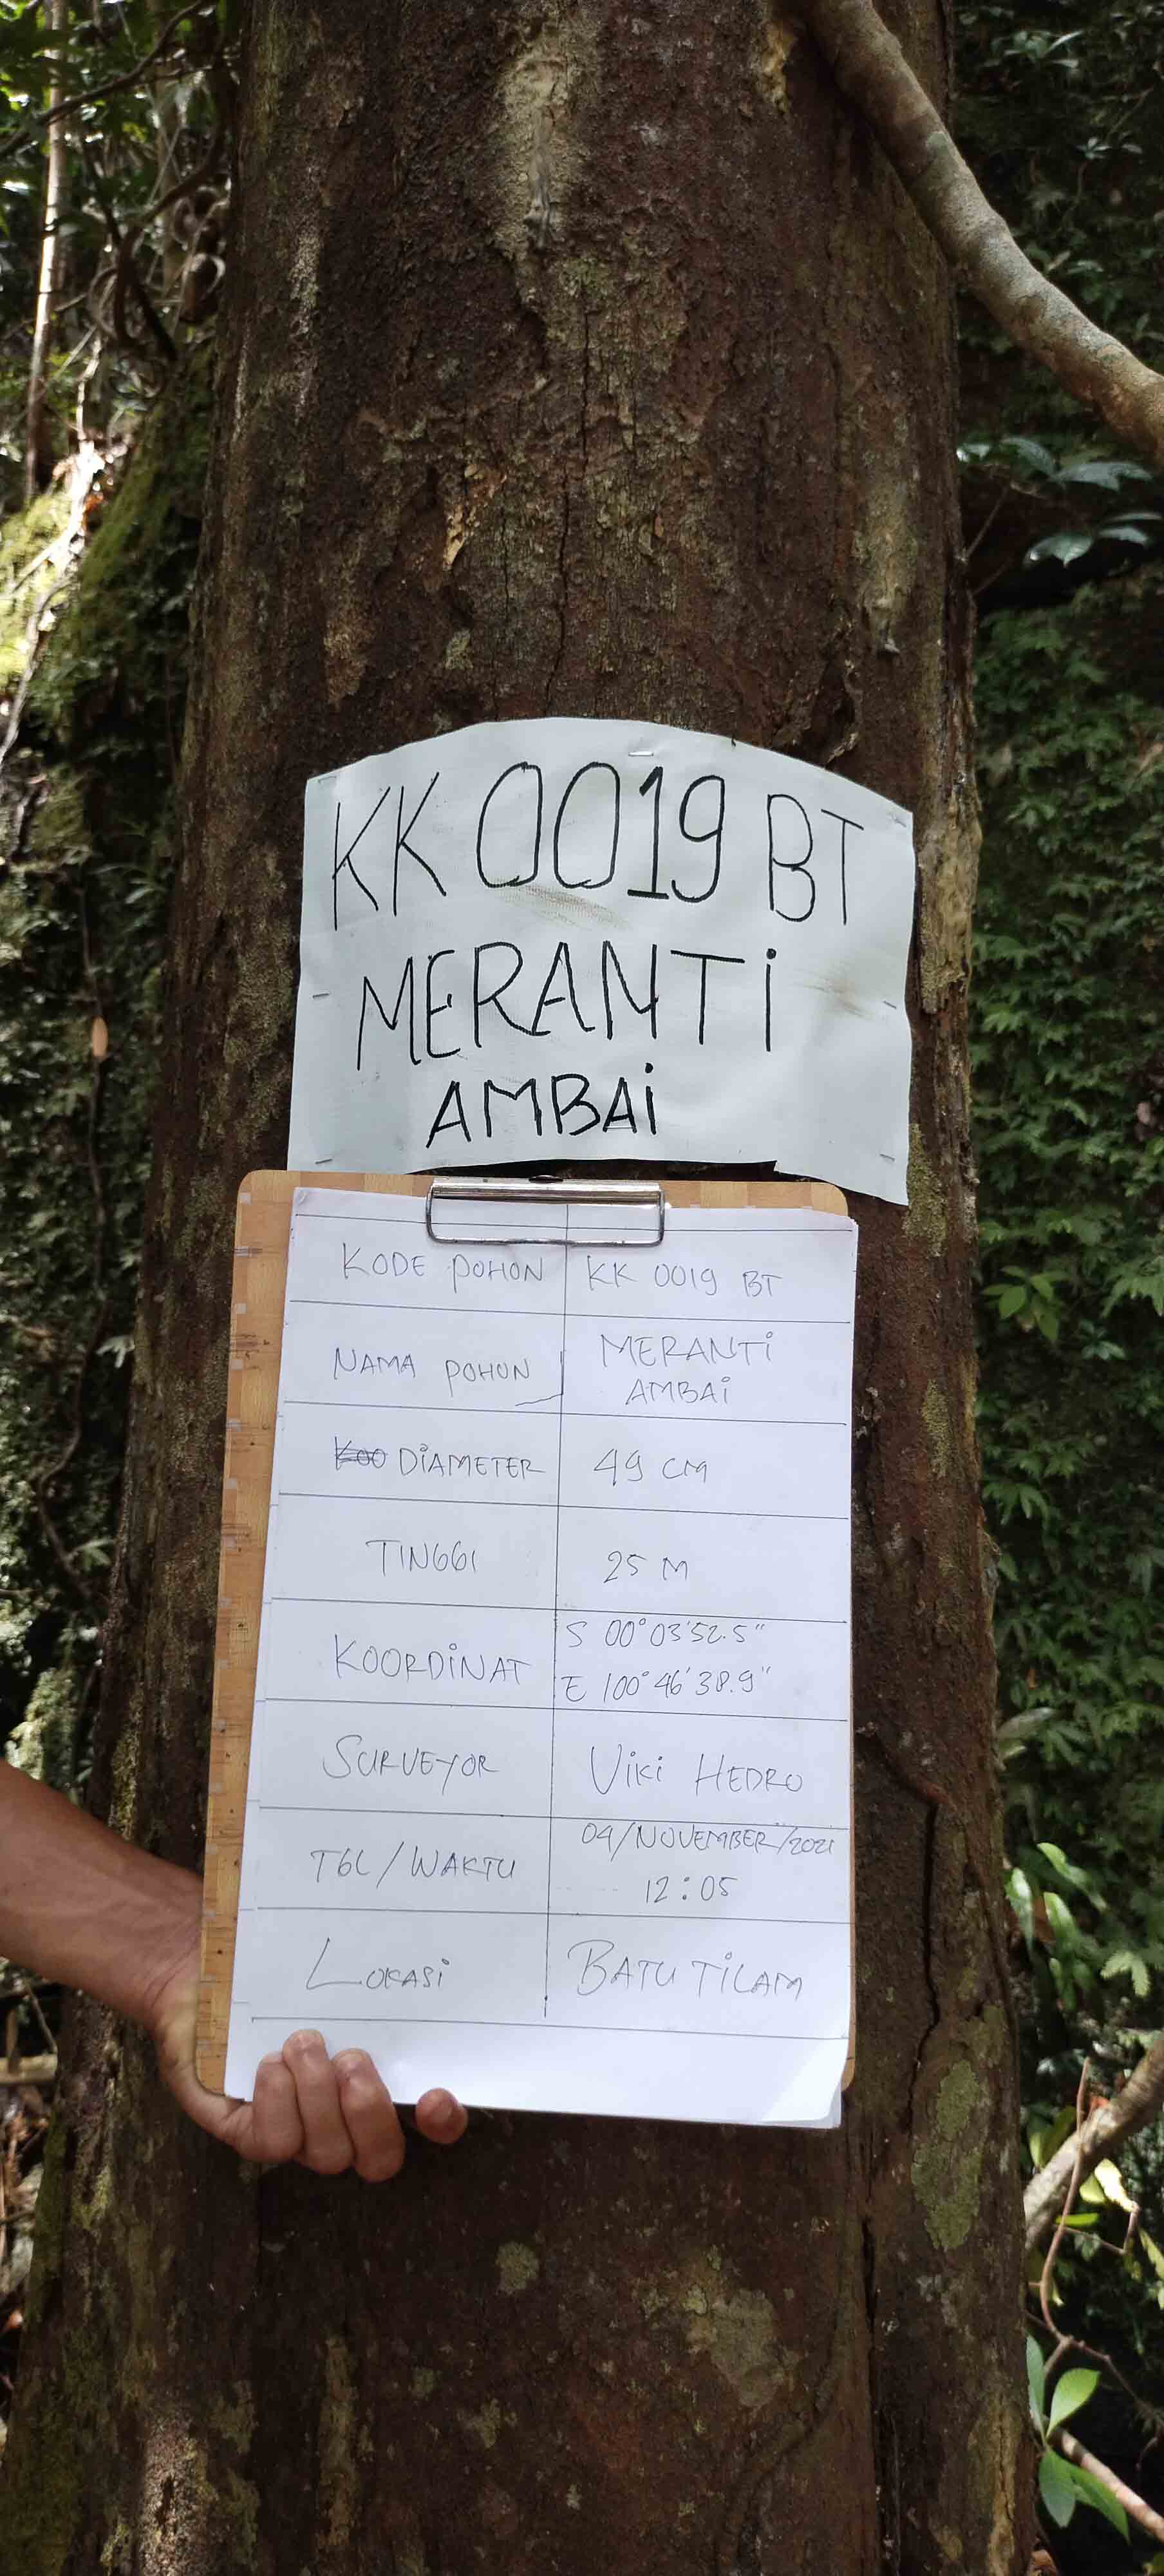 KK 0019 BT
MERANTi
AMBAi
KODE POHON KK 0019 BT
NAMA POHON MERANTi
AMBAi
DiAMETER 49 CM
TINGGI 25 M
KOORDiNAT S 00°03'52.5"
E 100°46'38.9"
SURVEYOR ViKi HEDRO
TGL/WAKTU 04/NOVEMBER/2021
12:05
LOKASi BATU TiLAM